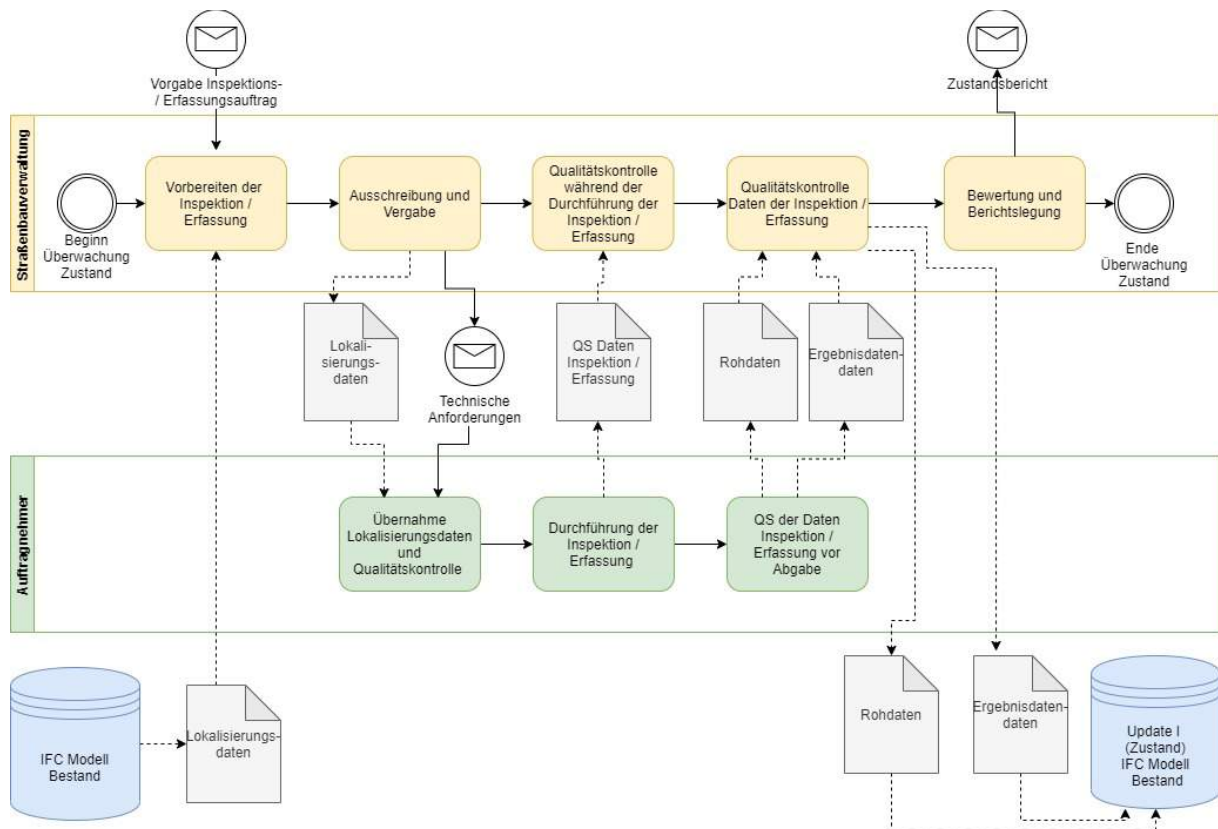 Vorgabe Inspektions-
/ Erfassungsauftrag
Zustandsbericht
Straßenbauverwaltung
Beginn
Überwachung
Zustand
Vorbereiten der
Inspektion /
Erfassung
Ausschreibung und
Vergabe
Qualitätskontrolle
während der
Durchführung der
Inspektion /
Erfassung
Qualitätskontrolle
Daten der Inspektion /
Erfassung
Bewertung und
Berichtslegung
Ende
Überwachung
Zustand
Lokali-
sierungs-
daten
Technische
Anforderungen
QS Daten
Inspektion /
Erfassung
Rohdaten
Ergebnisdaten-
daten
Auftragnehmer
Übernahme
Lokalisierungsdaten
und
Qualitätskontrolle
Durchführung der
Inspektion /
Erfassung
QS der Daten
Inspektion /
Erfassung vor
Abgabe
IFC Modell
Bestand
Lokalisierungs-
daten
Rohdaten
Ergebnisdaten-
daten
Update I
(Zustand)
IFC Modell
Bestand